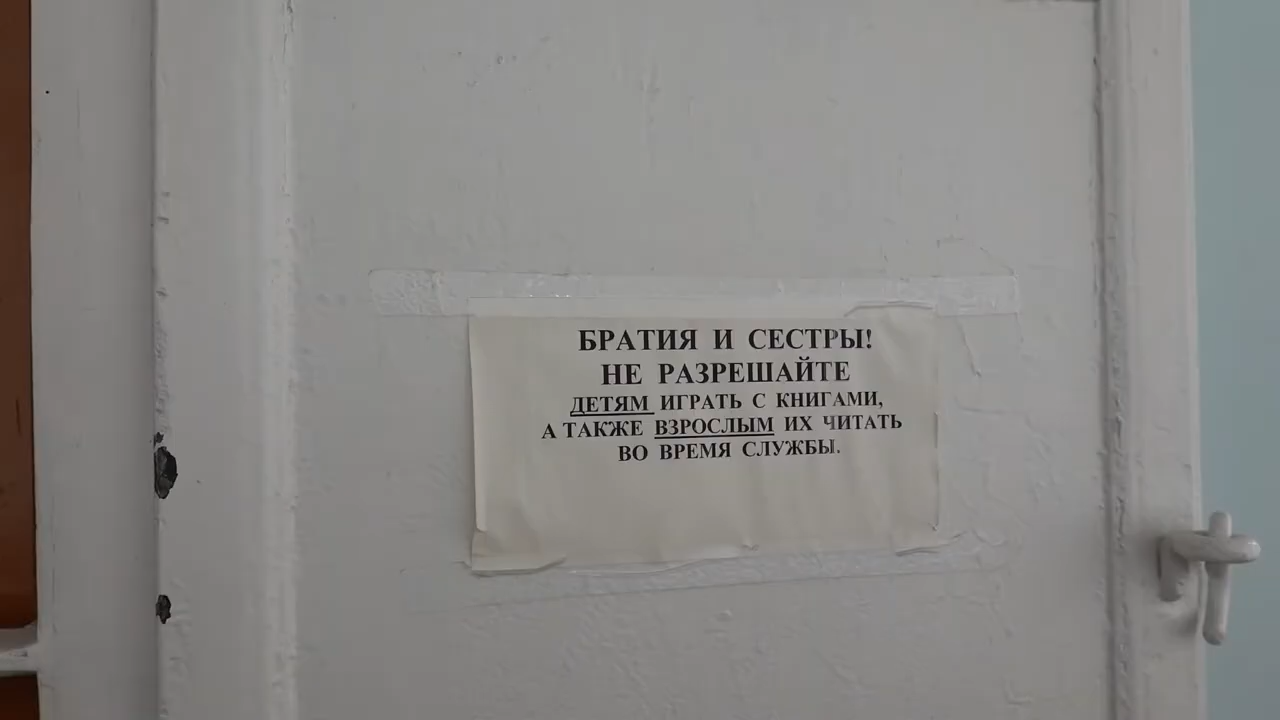 БРАТИЯ И СЕСТРЫ!
НЕ РАЗРЕШАЙТЕ
ДЕТЯМ ИГРАТЬ С КНИГАМИ,
А ТАКЖЕ ВЗРОСЛЫМ ИХ ЧИТАТЬ
ВО ВРЕМЯ СЛУЖБЫ.